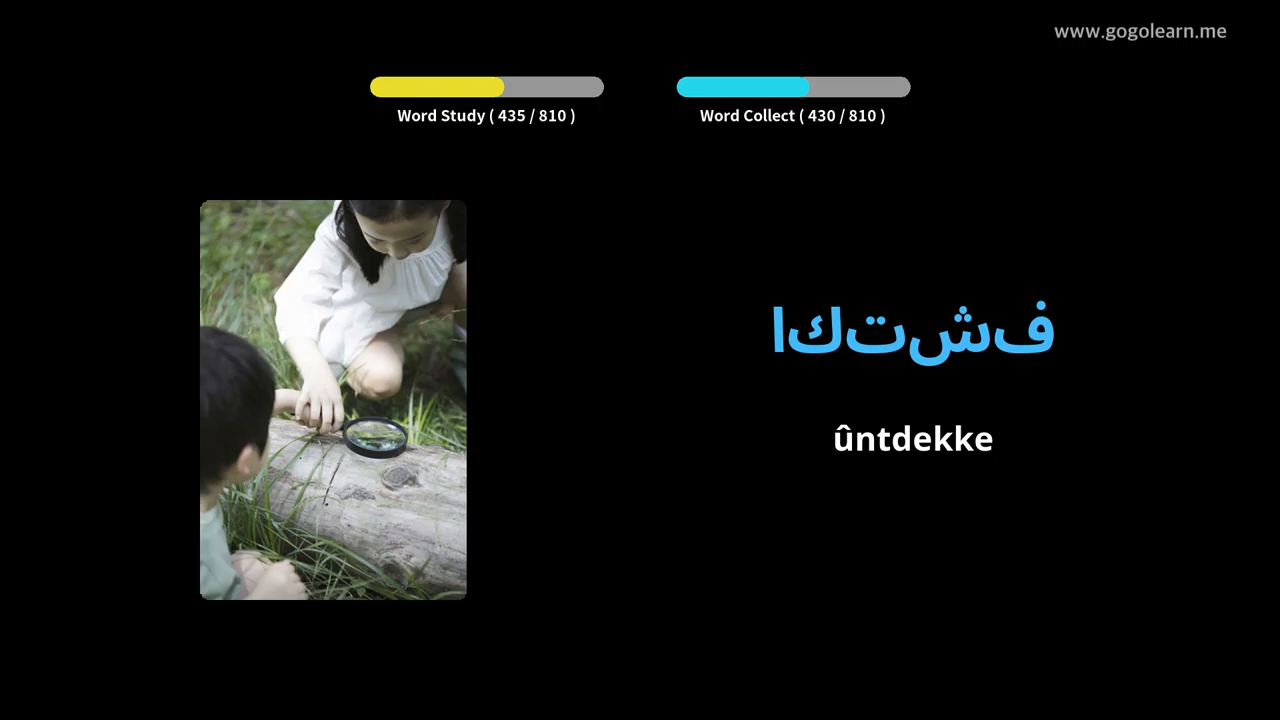 www.gogolearn.me
Word Study ( 435 / 810 )
Word Collect ( 430 / 810 )
اكتشف
ûntdekke